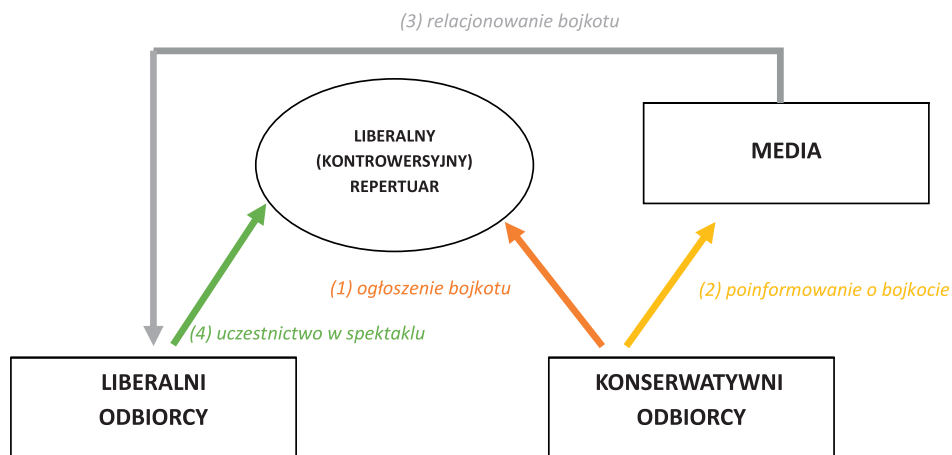 (3) relacjonowanie bojkotu
LIBERALNY
(KONTROWERSYJNY)
REPERTUAR
MEDIA
(1) ogłoszenie bojkotu
(2) poinformowanie o bojkocie
(4) uczestnictwo w spektaklu
LIBERALNI
ODBIORCY
KONSERWATYWNI
ODBIORCY